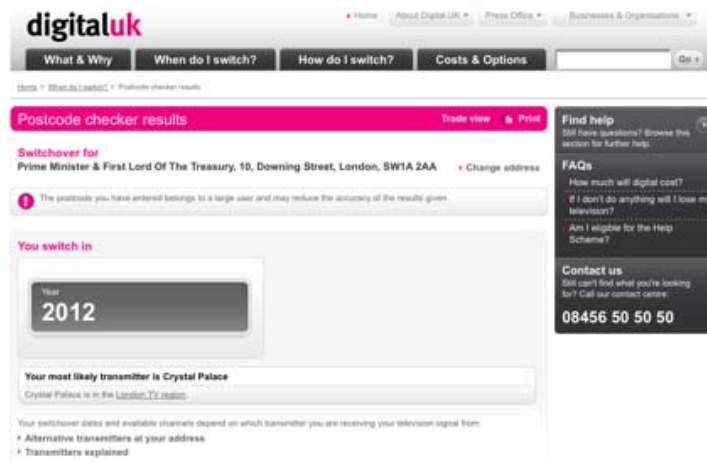 digitaluk
Home About Digital UK Press Office Businesses & Organisations
What & Why When do I switch? How do I switch? Costs & Options Go
Home > When do I switch? > Postcode checker results
Postcode checker results Trade view Print
Switchover for
Prime Minister & First Lord Of The Treasury, 10, Downing Street, London, SW1A 2AA Change address
The postcode you have entered belongs to a large user and may reduce the accuracy of the results given.
You switch in
Year
2012
Your most likely transmitter is Crystal Palace
Crystal Palace is in the London TV region.
Your switchover dates and available channels depend on which transmitter you are receiving your television signal from.
Alternative transmitters at your address
Transmitters explained
Find help
Still have questions? Browse this
section for further help.
FAQs
How much will digital cost?
If I don't do anything will I lose my
television?
Am I eligible for the Help
Scheme?
Contact us
Still can't find what you're looking
for? Call our contact centre:
08456 50 50 50